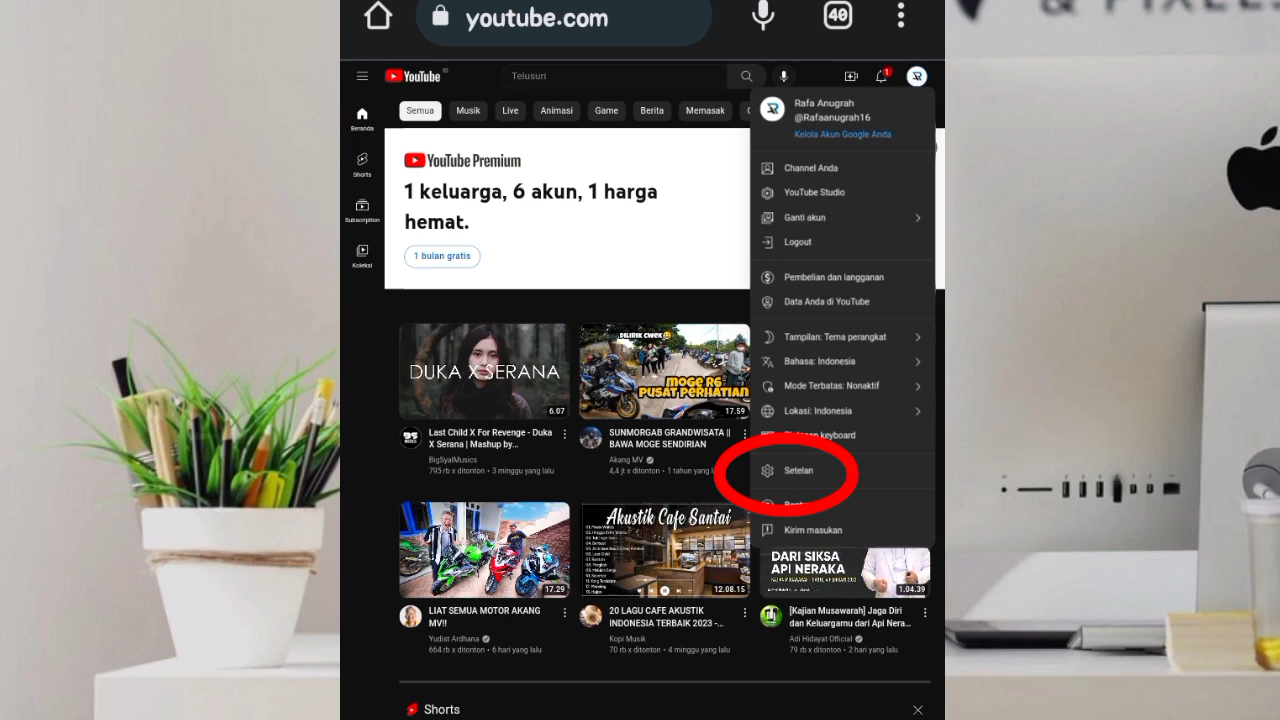 & PIXELS
youtube.com
40
YouTube ID
Telusuri
1
Semua
Musik
Live
Animasi
Game
Berita
Memasak
Beranda
Shorts
Subscription
Koleksi
YouTube Premium
1 keluarga, 6 akun, 1 harga
hemat.
1 bulan gratis
Rafa Anugrah
@Rafaanugrah16
Kelola Akun Google Anda
Channel Anda
YouTube Studio
Ganti akun
Logout
Pembelian dan langganan
Data Anda di YouTube
Tampilan: Tema perangkat
Bahasa: Indonesia
Mode Terbatas: Nonaktif
Lokasi: Indonesia
keyboard
Setelan
Kirim masukan
DUKA X SERANA
6.07
Last Child X For Revenge - Duka
X Serana | Mashup by...
BigSyalMusics
795 rb x ditonton • 3 minggu yang lalu
DILIRIK CWEK
MOGE R6
PUSAT PERHATIAN
17.59
SUNMORGAB GRANDWISATA ||
BAWA MOGE SENDIRIAN
Akang MV
4,4 jt x ditonton • 1 tahun yang
17.29
LIAT SEMUA MOTOR AKANG
MV!!
Yudist Ardhana
664 rb x ditonton • 6 hari yang lalu
Akustik Cafe Santai
12.08.15
20 LAGU CAFE AKUSTIK
INDONESIA TERBAIK 2023 -...
Kopi Musik
70 rb x ditonton • 4 minggu yang lalu
DARI SIKSA
API NERAKA
1.04.39
[Kajian Musawarah] Jaga Diri
dan Keluargamu dari Api Nera...
Adi Hidayat Official
79 rb x ditonton • 2 hari yang lalu
Shorts